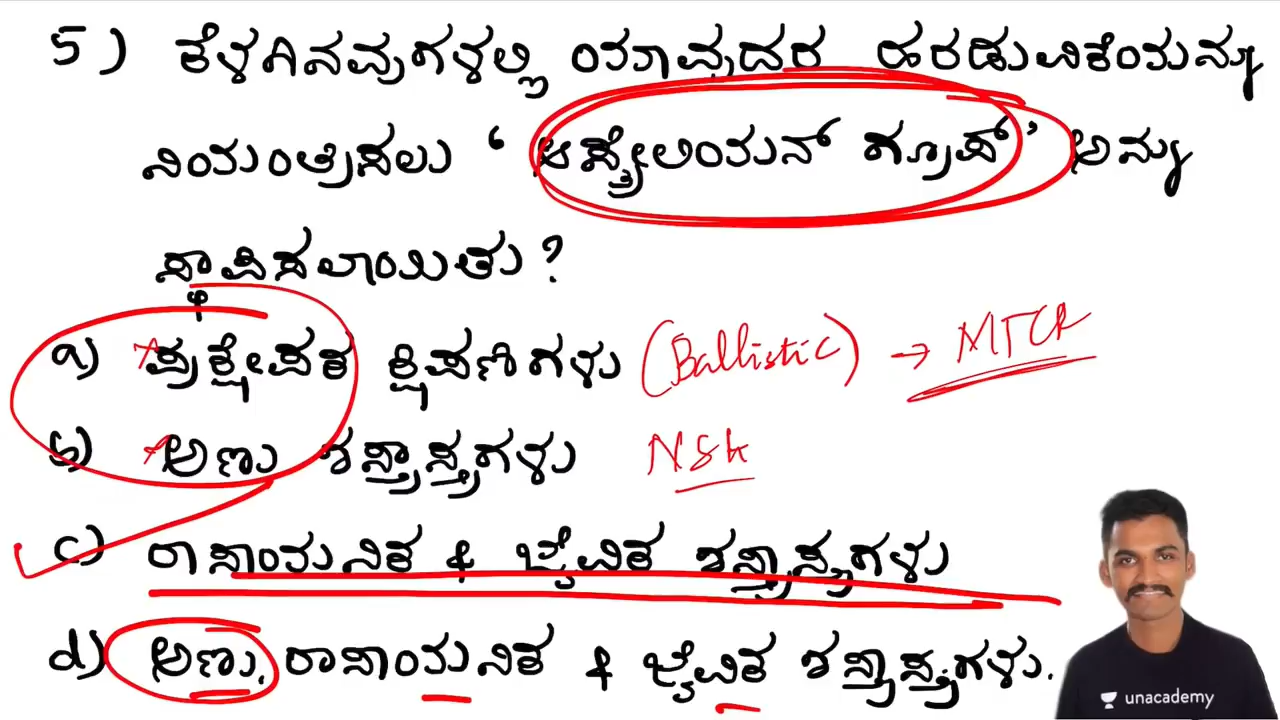 5) ಕೆಳಗಿನವುಗಳಲ್ಲಿ ಯಾವುದರ ಹರಡುವಿಕೆಯನ್ನು
ನಿಯಂತ್ರಿಸಲು ' ಆಸ್ಟ್ರೇಲಿಯನ್ ಗ್ರೂಪ್ ' ಅನ್ನು
ಸ್ಥಾಪಿಸಲಾಯಿತು ?
a) ಪ್ರಕ್ಷೇಪಕ ಕ್ಷಿಪಣಿಗಳು (Ballistic) → MTCR
b) ಅಣು ಶಸ್ತ್ರಾಸ್ತ್ರಗಳು NSG
c) ರಾಸಾಯನಿಕ & ಜೈವಿಕ ಶಸ್ತ್ರಾಸ್ತ್ರಗಳು
d) ಅಣು, ರಾಸಾಯನಿಕ & ಜೈವಿಕ ಶಸ್ತ್ರಾಸ್ತ್ರಗಳು.
unacademy